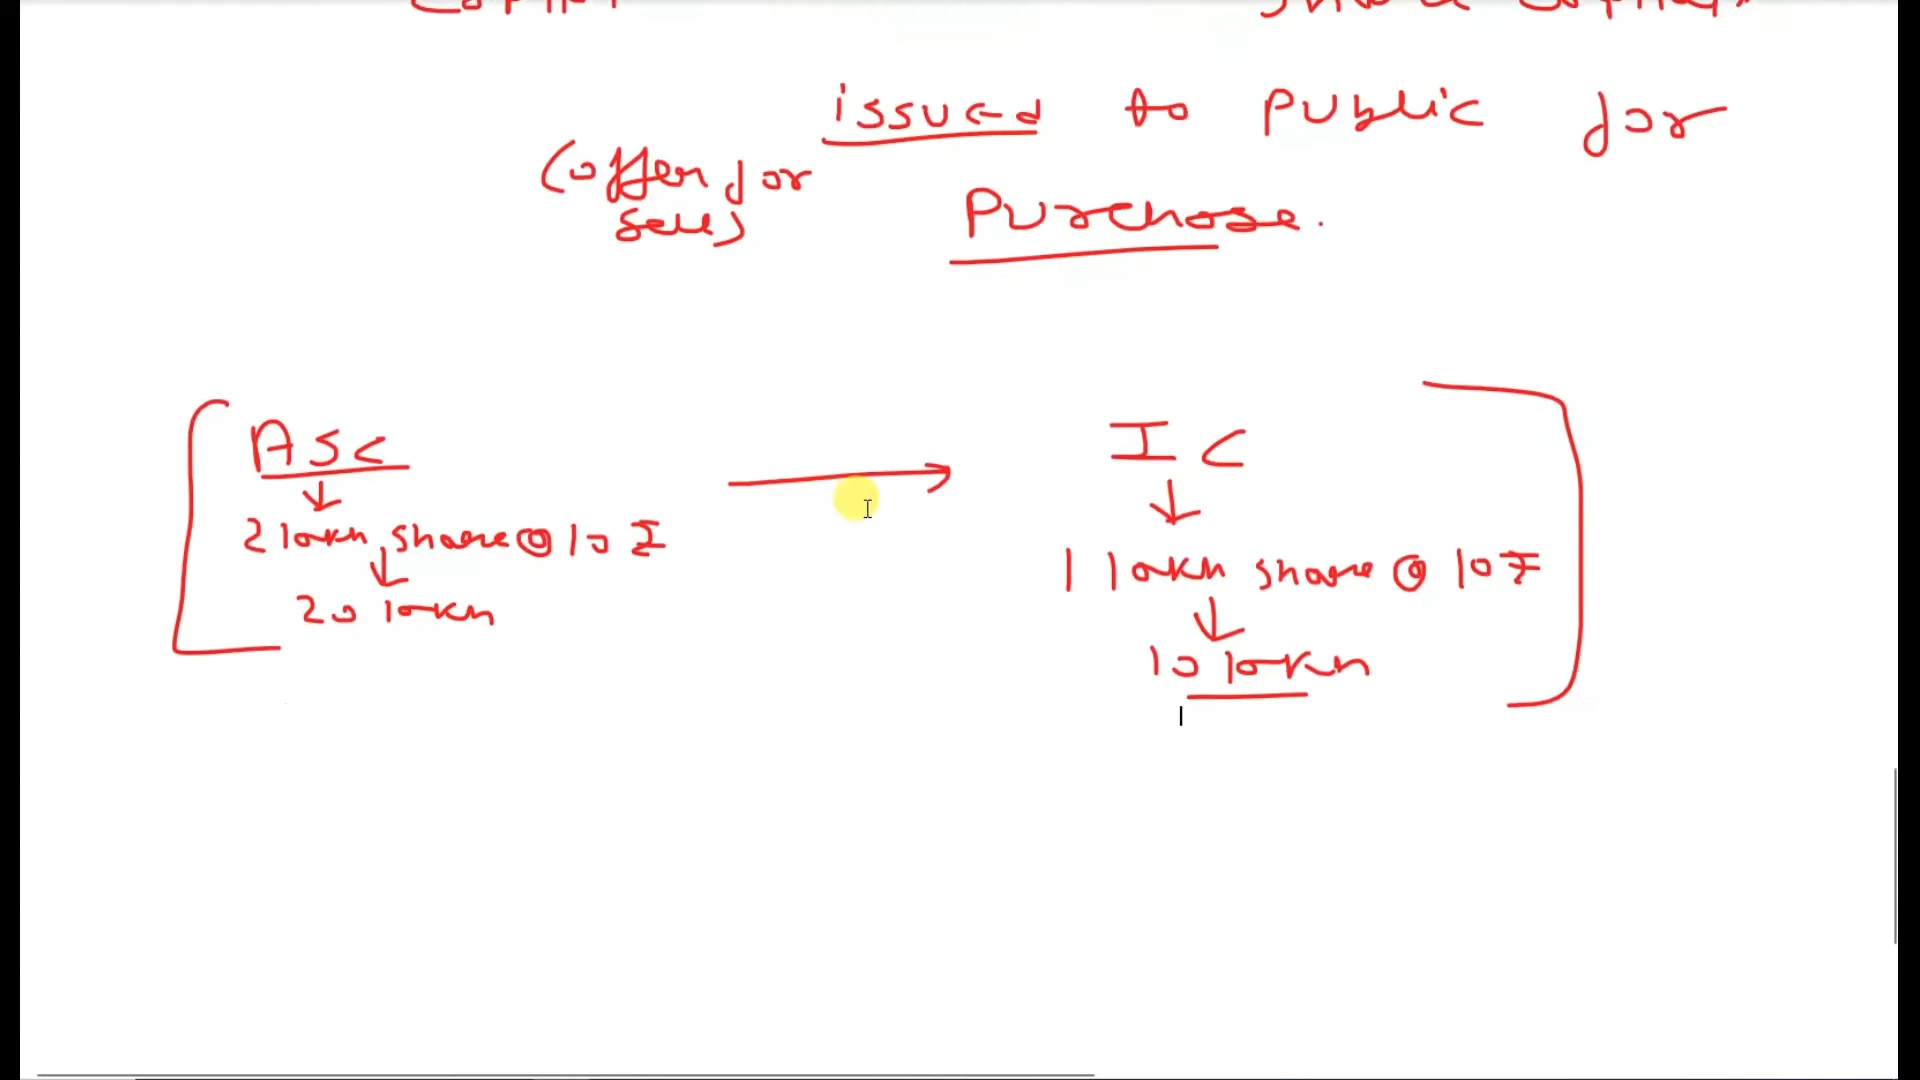 issued to public for
(offer for
sale)
Purchase.
ASC
IC
2 lakh share @ 10 ₹
1 lakh share @ 10 ₹
20 lakh
10 lakh